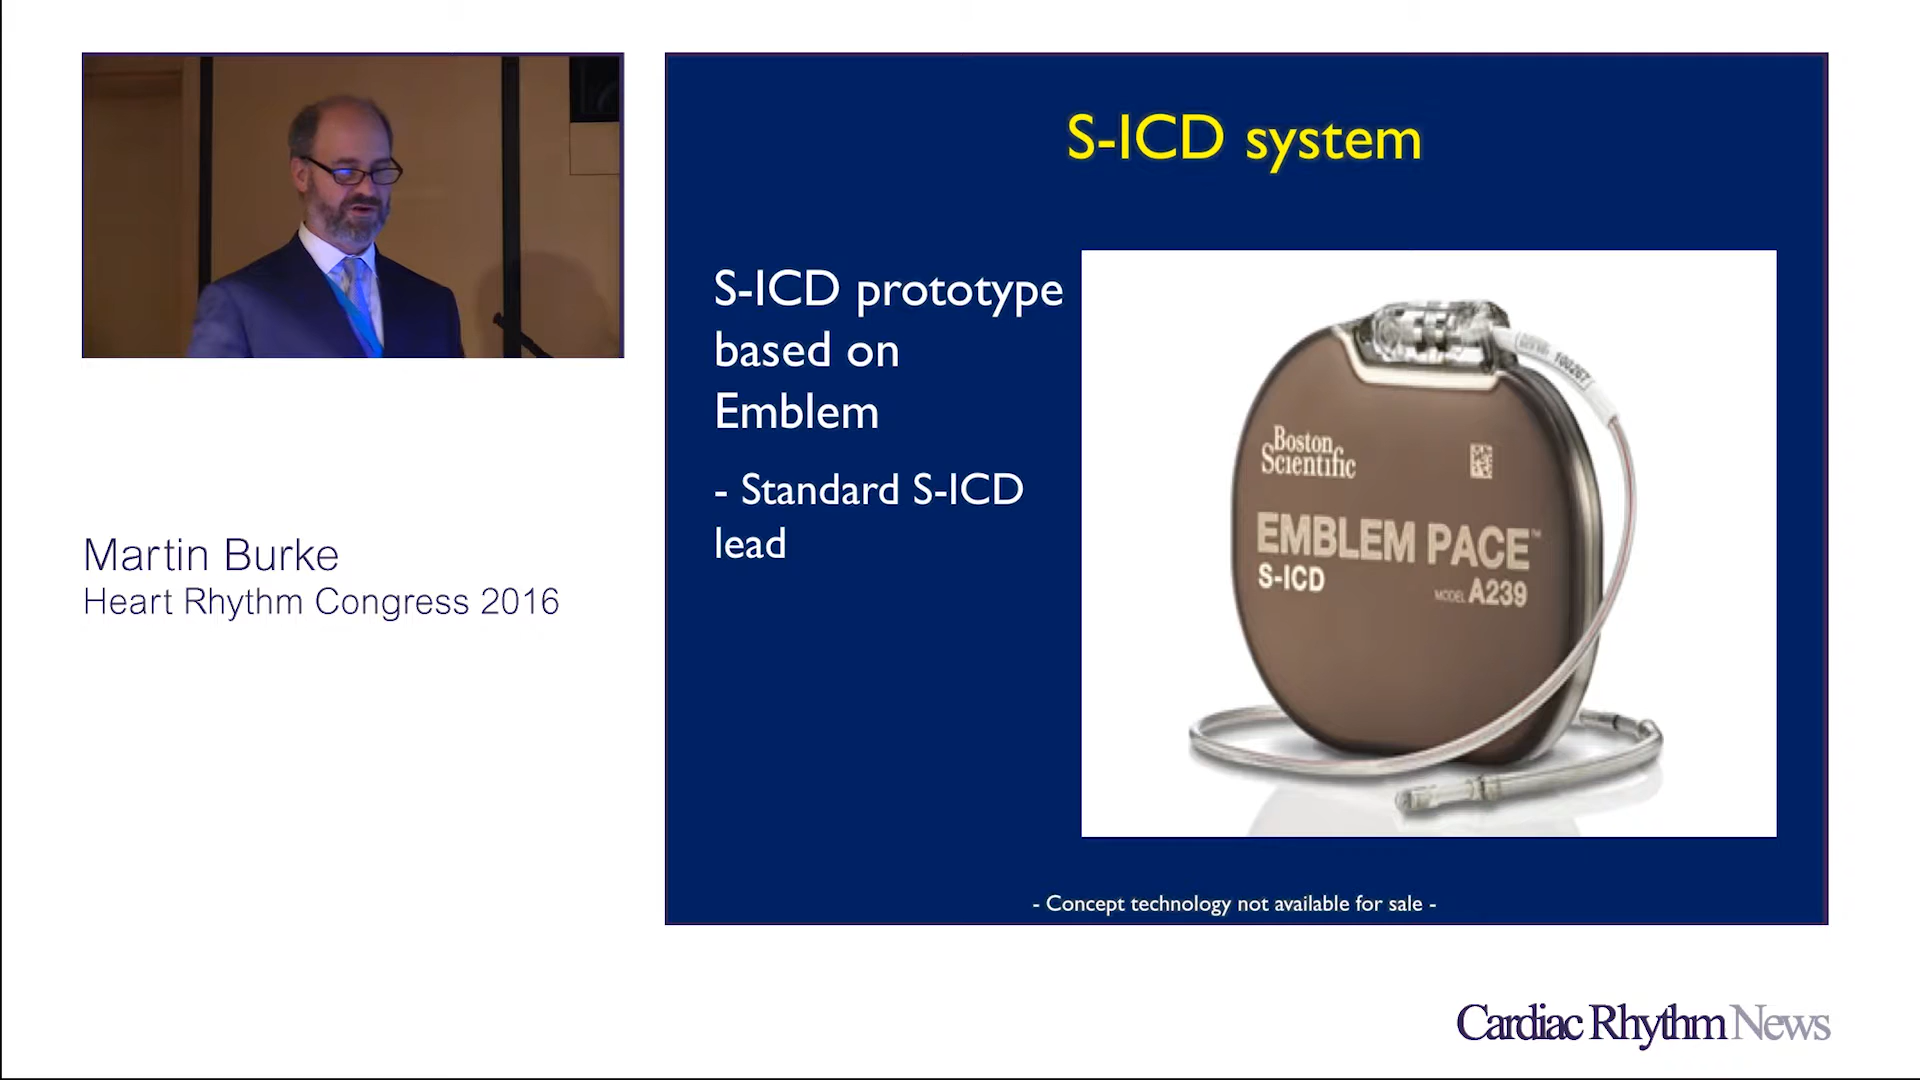 S-ICD system
S-ICD prototype
based on
Emblem
- Standard S-ICD
lead
100267
Boston
Scientific
EMBLEM PACE™
S-ICD
MODEL A239
- Concept technology not available for sale -
Martin Burke
Heart Rhythm Congress 2016
Cardiac Rhythm News